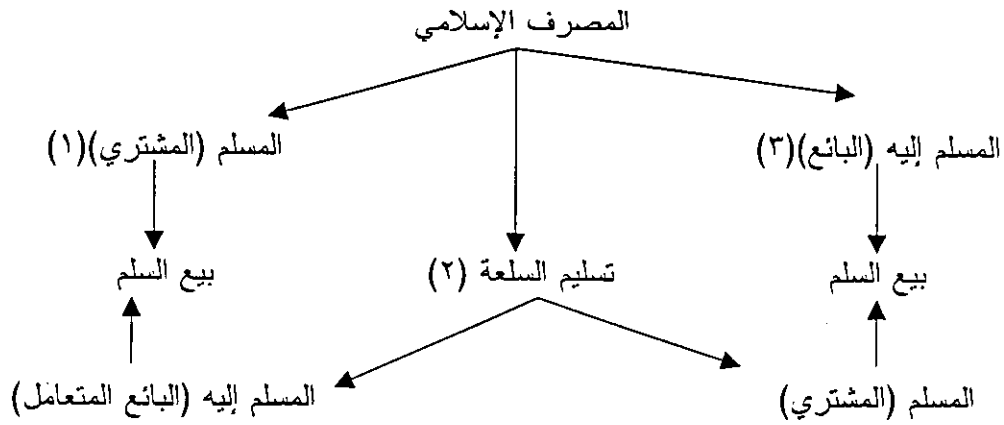 المصرف الإسلامي
المسلم إليه (البائع)(٣)
المسلم (المشتري)(١)
بيع السلم
تسليم السلعة (٢)
بيع السلم
المسلم (المشتري)
المسلم إليه (البائع المتعامل)